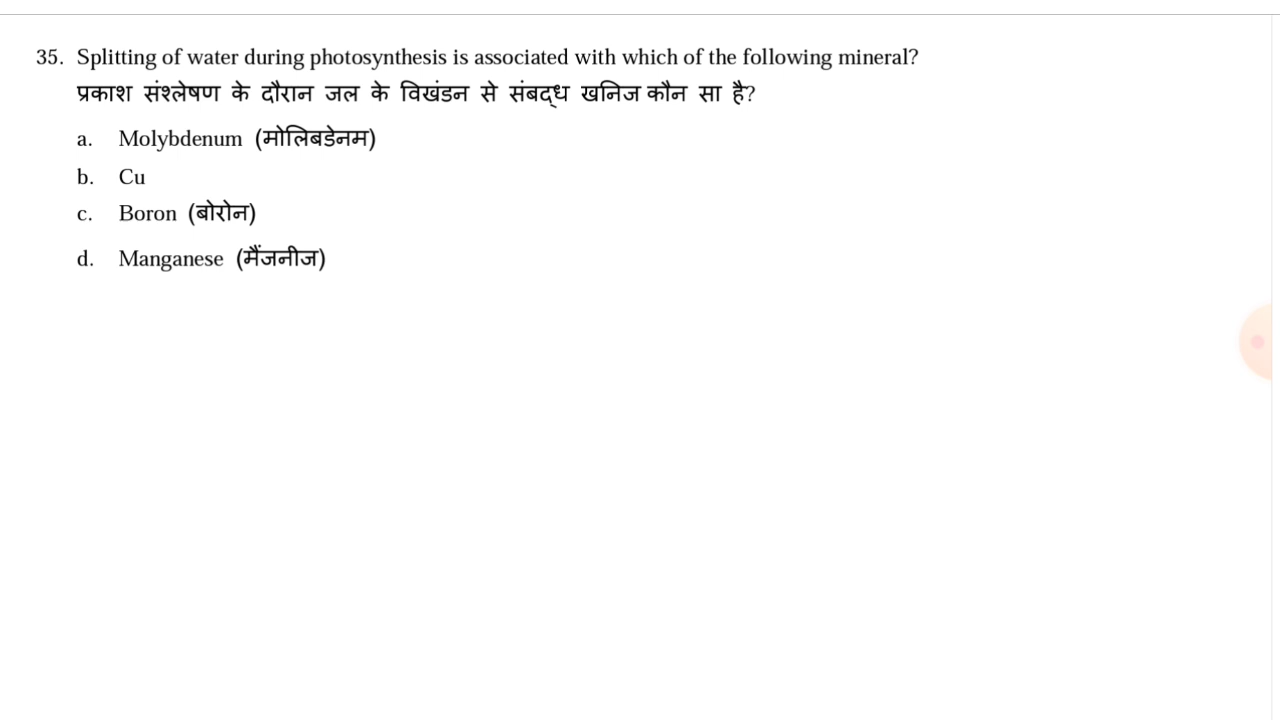 35. Splitting of water during photosynthesis is associated with which of the following mineral?
प्रकाश संश्लेषण के दौरान जल के विखंडन से संबद्ध खनिज कौन सा है?
a. Molybdenum (मोलिबडेनम)
b. Cu
c. Boron (बोरोन)
d. Manganese (मैंजनीज)